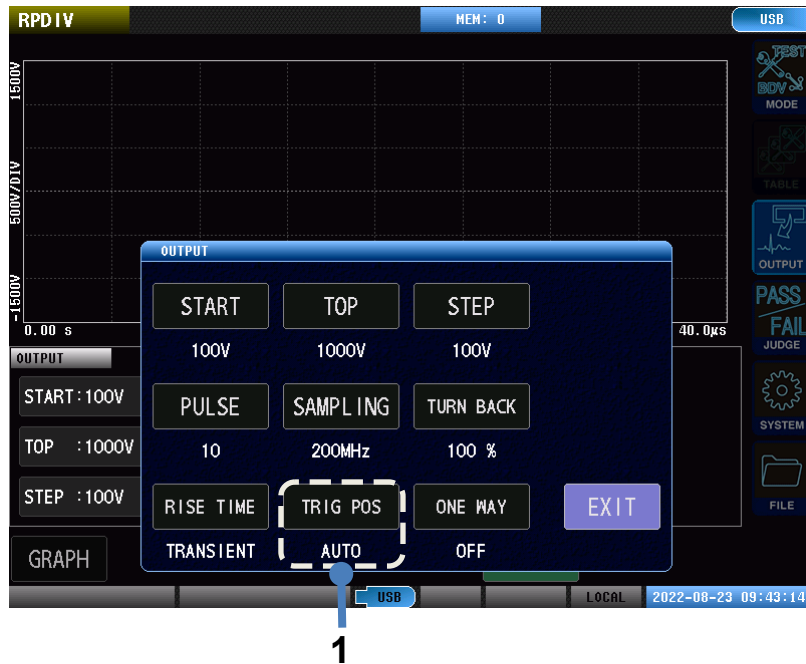 RPDIV
MEM: 0
USB
1500V
500V/DIV
-1500V
0.00 s
40.0µs
TEST
BDV
MODE
TABLE
OUTPUT
PASS
FAIL
JUDGE
SYSTEM
FILE
OUTPUT
START:100V
TOP :1000V
STEP :100V
GRAPH
OUTPUT
START TOP STEP
100V 1000V 100V
PULSE SAMPLING TURN BACK
10 200MHz 100 %
RISE TIME TRIG POS ONE WAY EXIT
TRANSIENT AUTO OFF
USB
LOCAL
2022-08-23 09:43:14
1